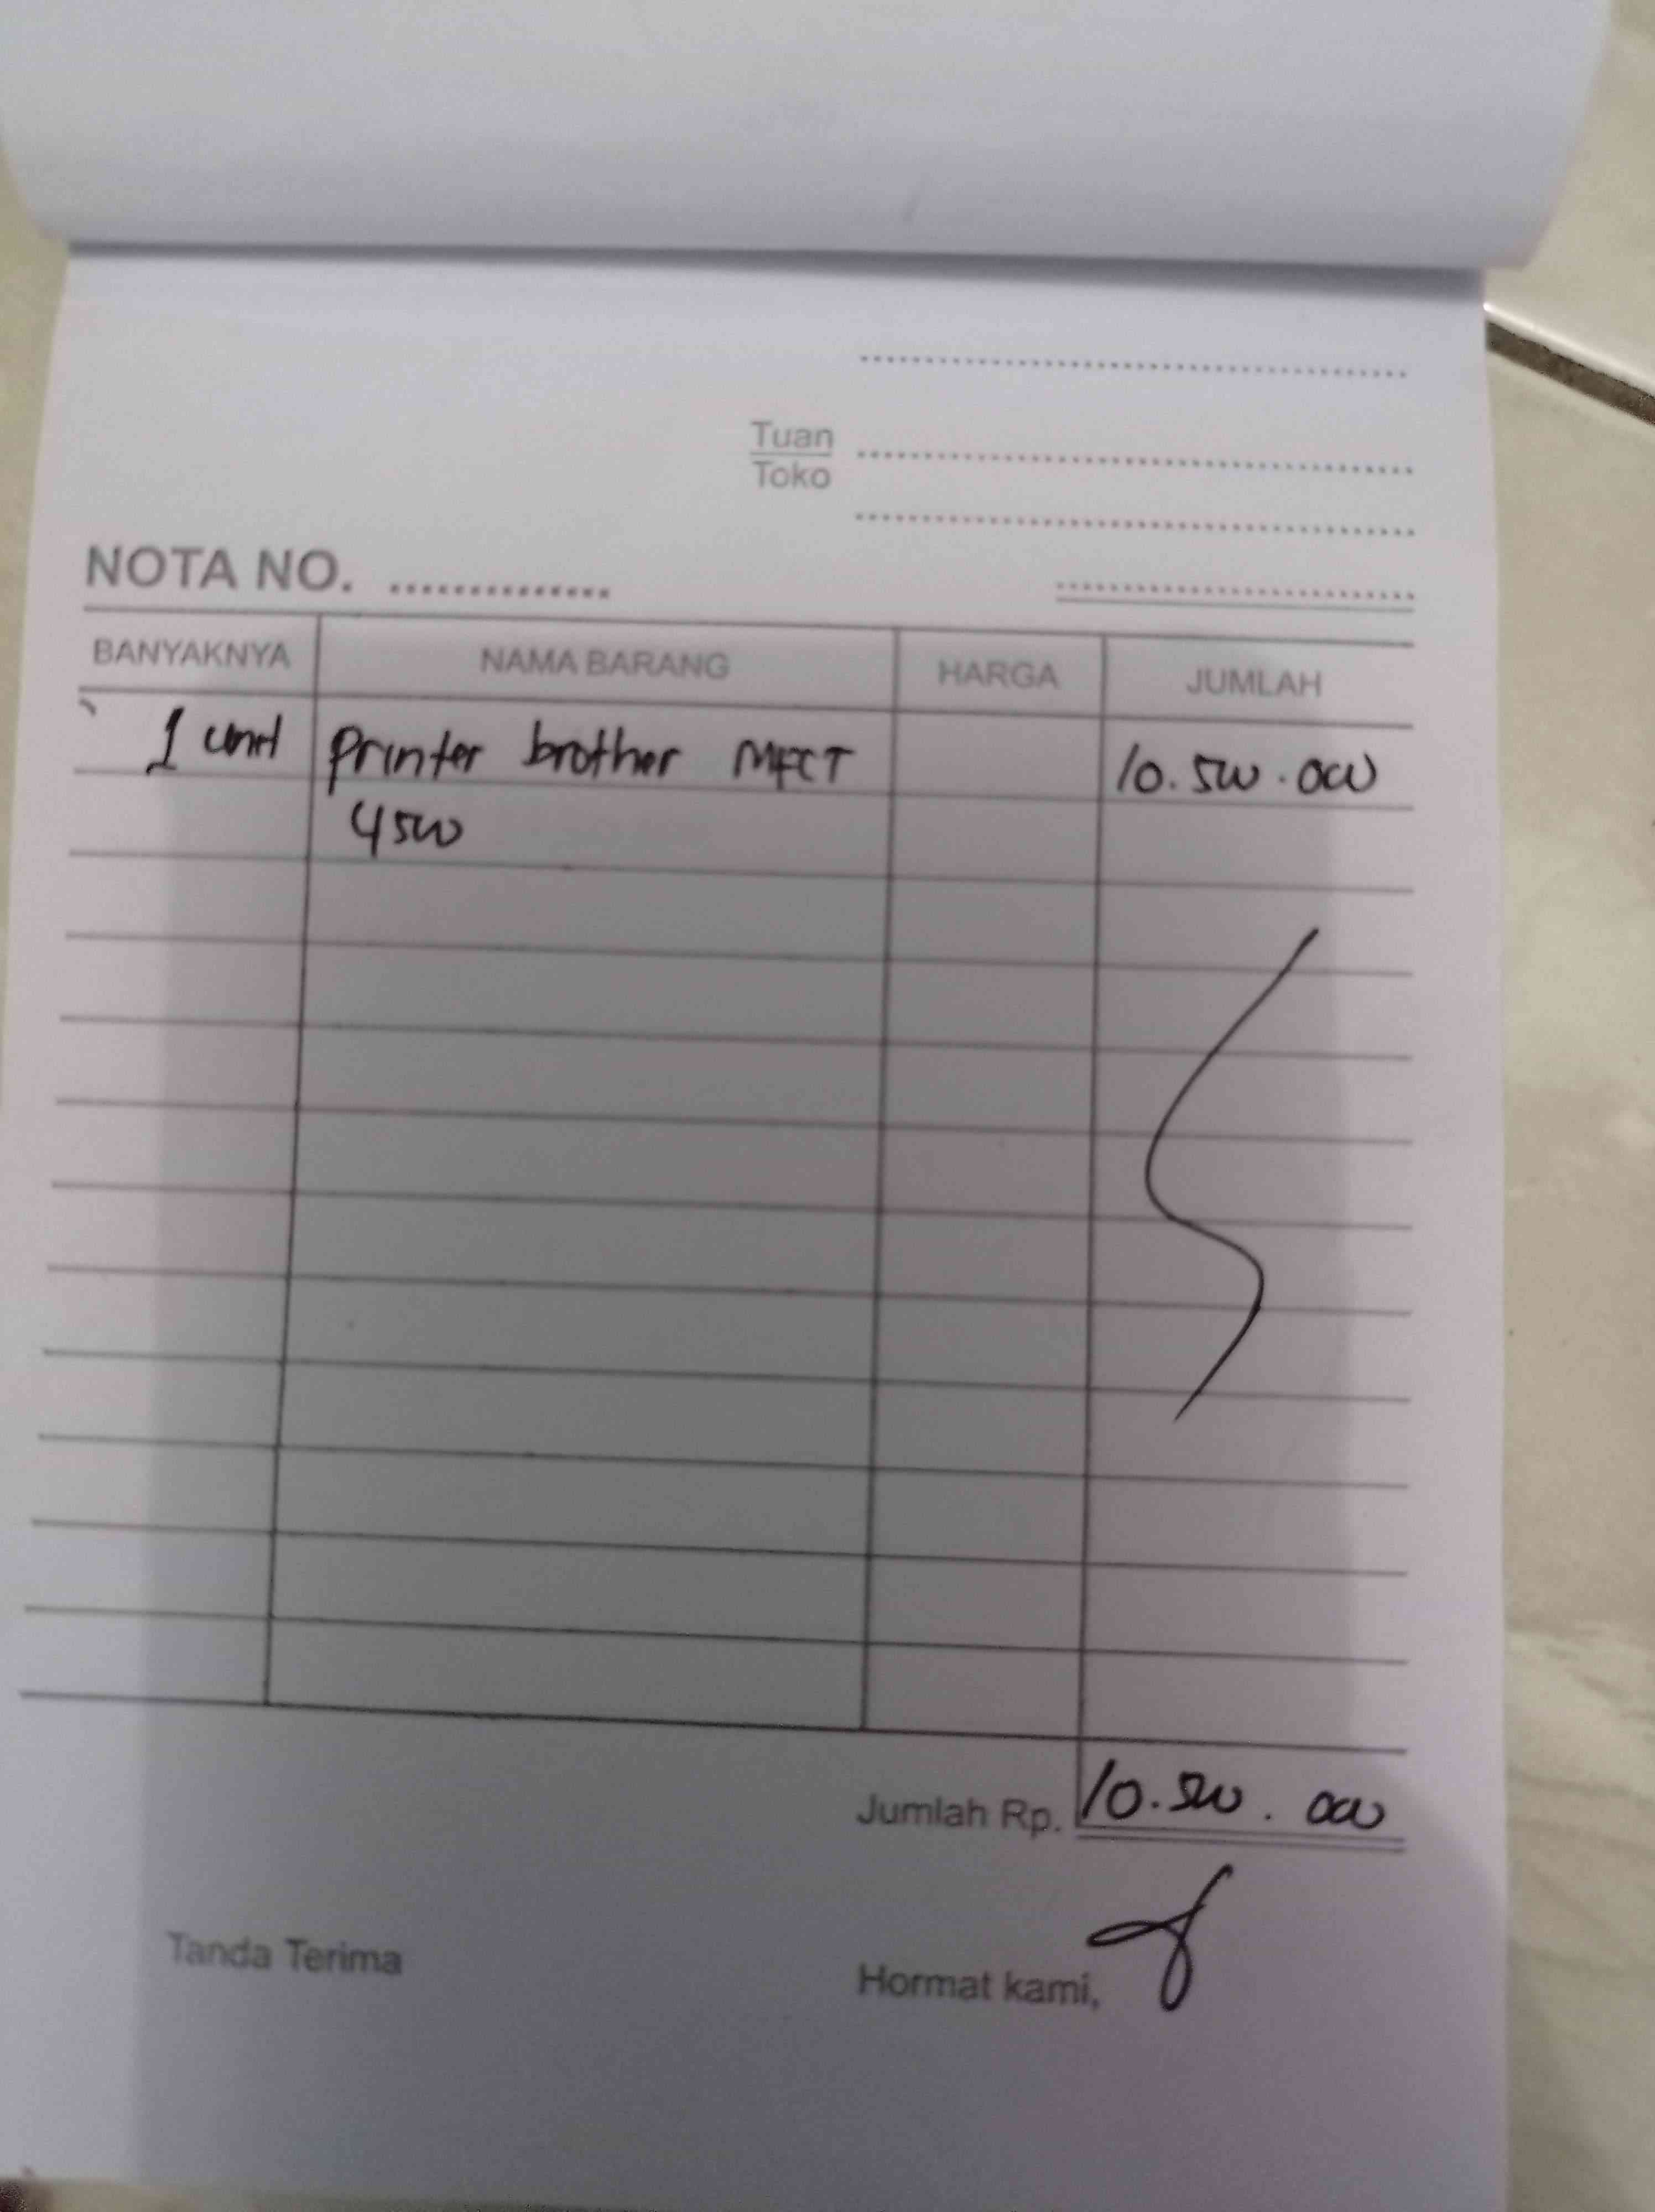 Tuan
Toko
NOTA NO. ..............
BANYAKNYA NAMA BARANG HARGA JUMLAH
1 unit printer brother MFCT 10.500.000
4500
Jumlah Rp. 10.500.000
Tanda Terima Hormat kami,